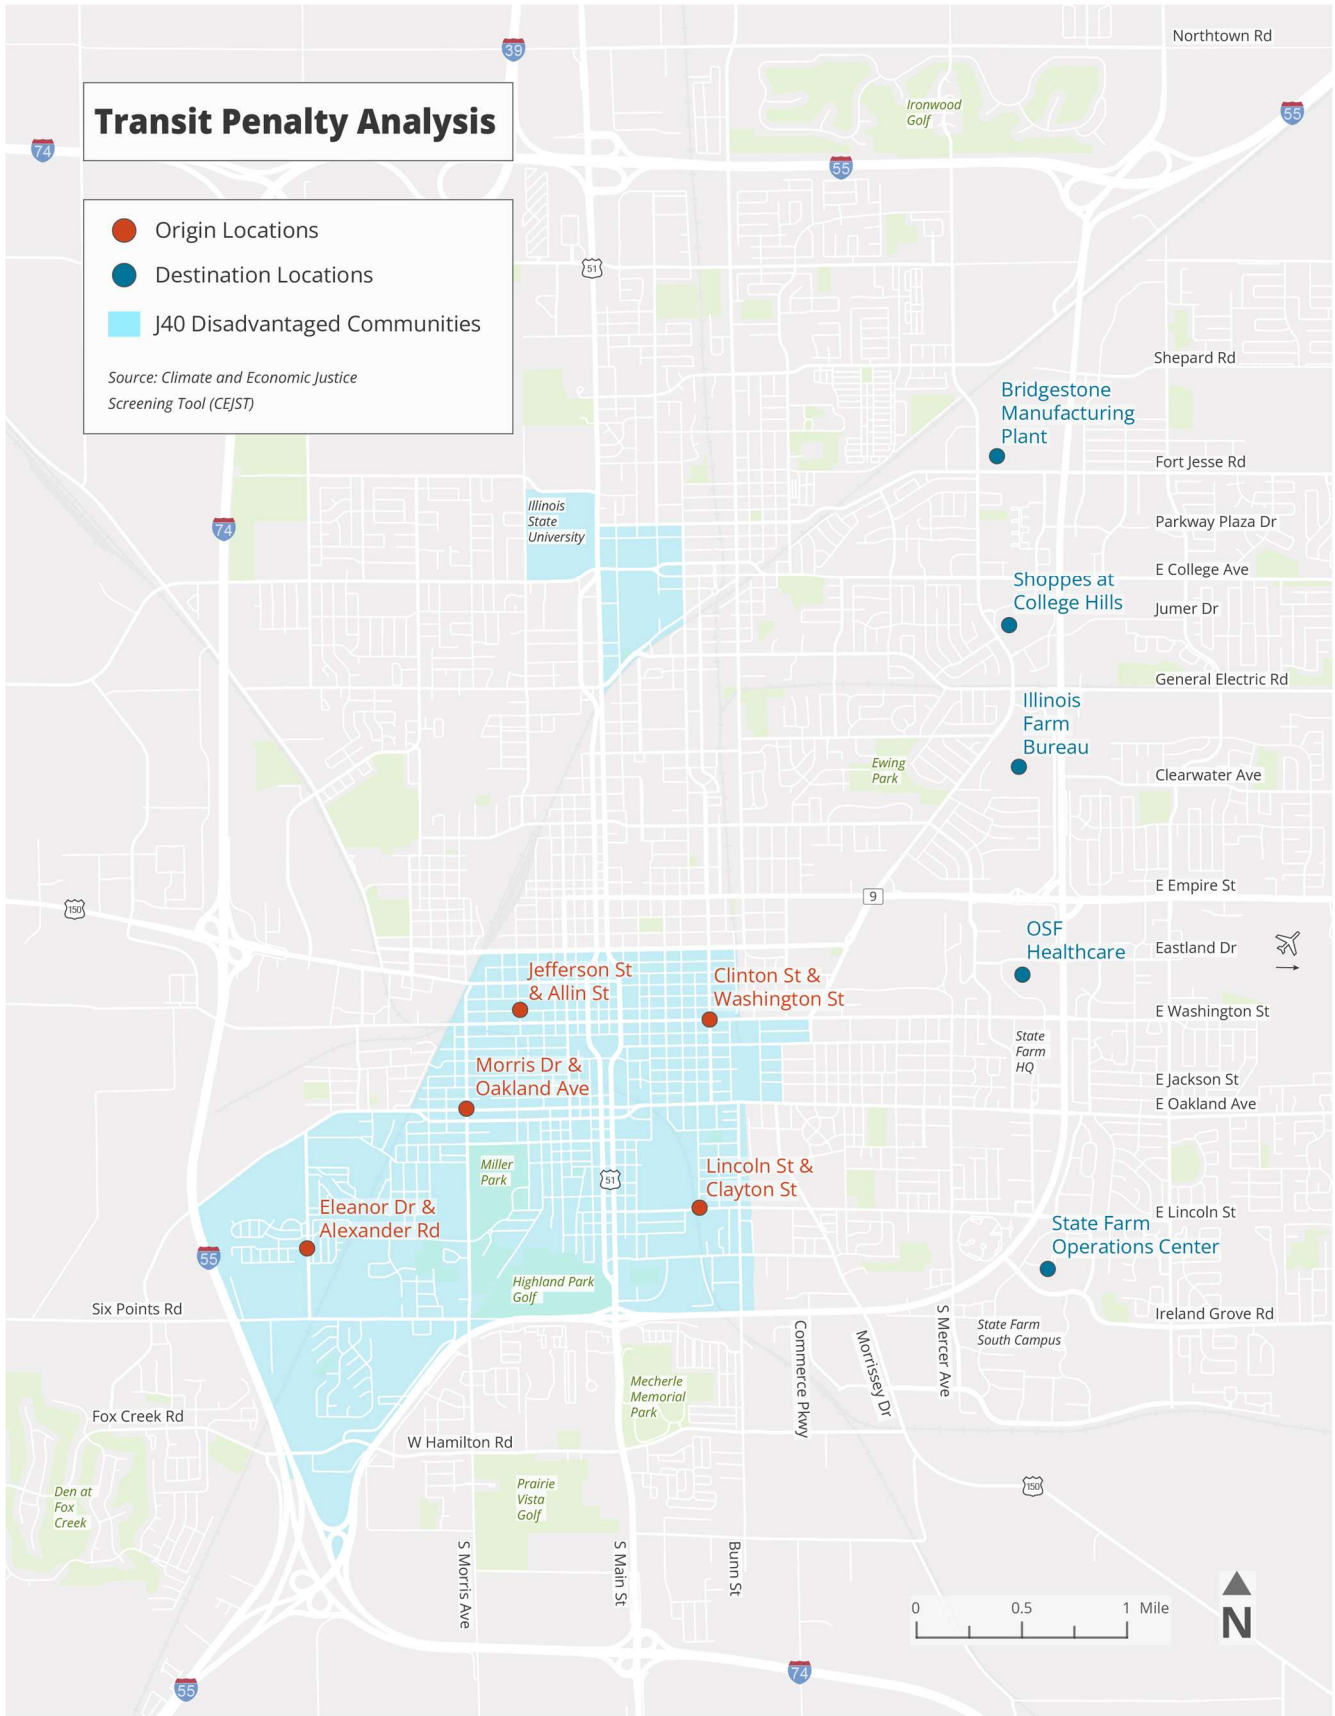 Northtown Rd
39
Ironwood
Golf
55
Transit Penalty Analysis
74
55
Origin Locations
51
Destination Locations
J40 Disadvantaged Communities
Source: Climate and Economic Justice
Screening Tool (CEJST)
Shepard Rd
Bridgestone
Manufacturing
Plant
Fort Jesse Rd
Illinois
State
University
74
Parkway Plaza Dr
E College Ave
Shoppes at
College Hills
Jumer Dr
General Electric Rd
Illinois
Farm
Bureau
Ewing
Park
Clearwater Ave
E Empire St
9
150
OSF
Healthcare
Eastland Dr
Jefferson St
& Allin St
Clinton St &
Washington St
E Washington St
State
Farm
HQ
Morris Dr &
Oakland Ave
E Jackson St
E Oakland Ave
Miller
Park
51
Lincoln St &
Clayton St
Eleanor Dr &
Alexander Rd
E Lincoln St
State Farm
Operations Center
55
Highland Park
Golf
Six Points Rd
Ireland Grove Rd
State Farm
South Campus
S Mercer Ave
Commerce Pkwy
Morrissey Dr
Mecherle
Memorial
Park
Fox Creek Rd
W Hamilton Rd
Den at
Fox
Creek
Prairie
Vista
Golf
150
S Morris Ave
S Main St
Bunn St
0 0.5 1 Mile
N
55
74